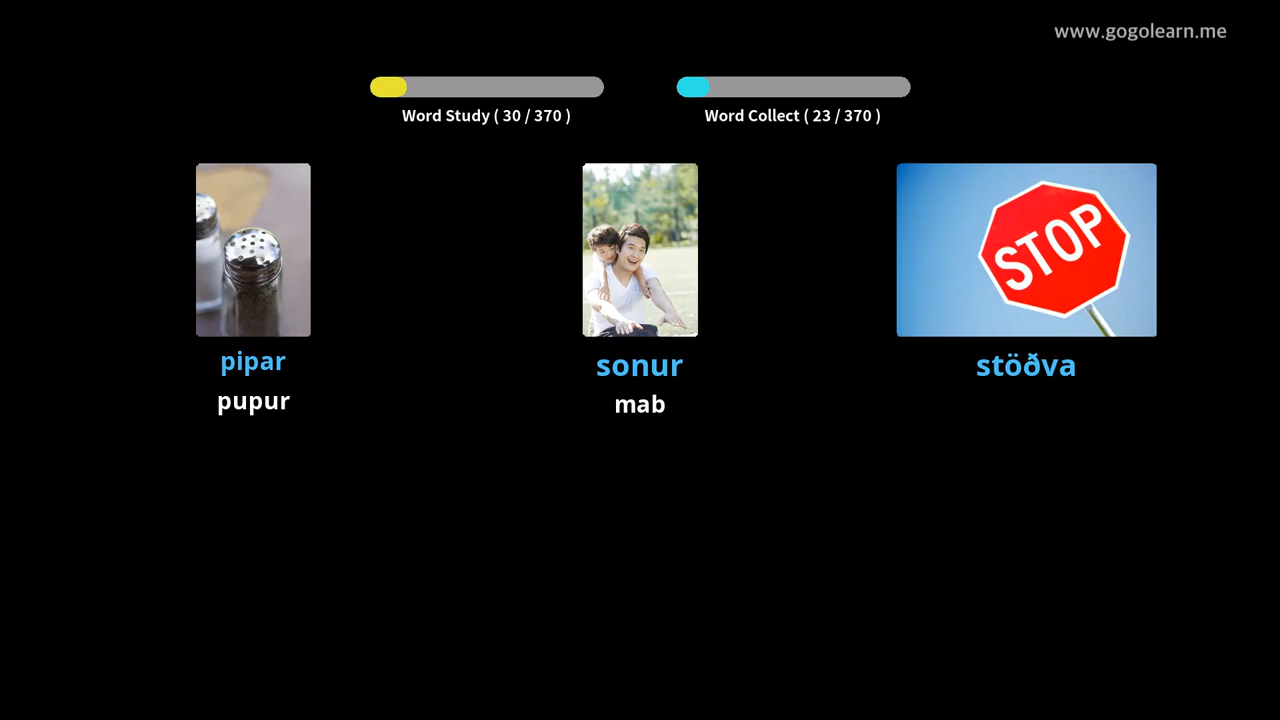 www.gogolearn.me
Word Study ( 30 / 370 )
Word Collect ( 23 / 370 )
STOP
pipar
sonur
stöðva
pupur
mab